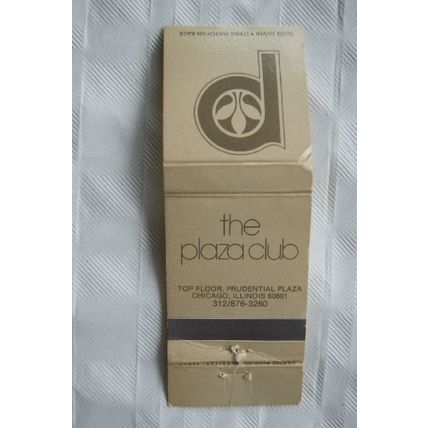 CLOSE COVER • STRIKE MATCH ON BACK
p
the
plaza club
TOP FLOOR, PRUDENTIAL PLAZA
CHICAGO, ILLINOIS 60601
312/876-3260